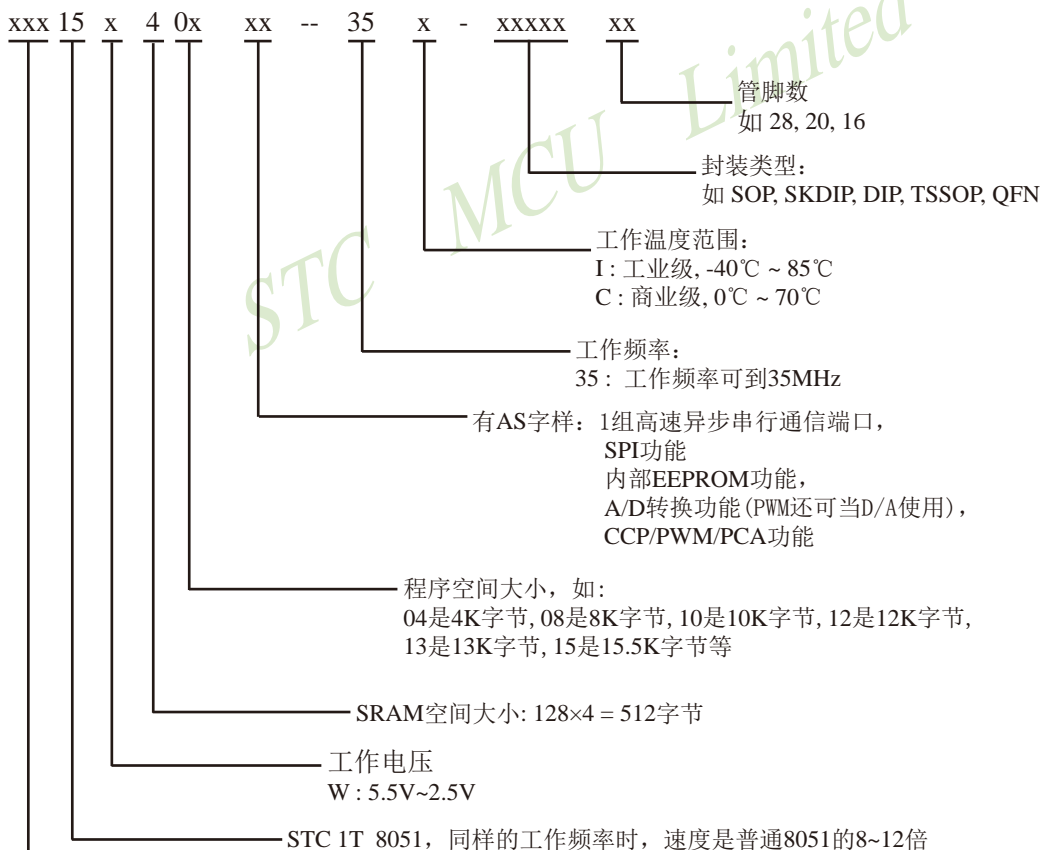 xxx 15 x 4 0x xx -- 35 x - xxxxx xx
管脚数
如 28, 20, 16
封装类型：
如 SOP, SKDIP, DIP, TSSOP, QFN
工作温度范围：
I : 工业级, -40℃ ~ 85℃
C : 商业级, 0℃ ~ 70℃
工作频率：
35 : 工作频率可到35MHz
有AS字样：1组高速异步串行通信端口，
SPI功能
内部EEPROM功能，
A/D转换功能(PWM还可当D/A使用)，
CCP/PWM/PCA功能
程序空间大小，如:
04是4K字节, 08是8K字节, 10是10K字节, 12是12K字节,
13是13K字节, 15是15.5K字节等
SRAM空间大小: 128×4 = 512字节
工作电压
W : 5.5V~2.5V
STC 1T 8051，同样的工作频率时，速度是普通8051的8~12倍
STC MCU Limited